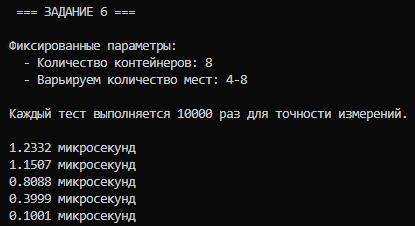 === ЗАДАНИЕ 6 ===
Фиксированные параметры:
- Количество контейнеров: 8
- Варьируем количество мест: 4-8
Каждый тест выполняется 10000 раз для точности измерений.
1.2332 микросекунд
1.1507 микросекунд
0.8088 микросекунд
0.3999 микросекунд
0.1001 микросекунд